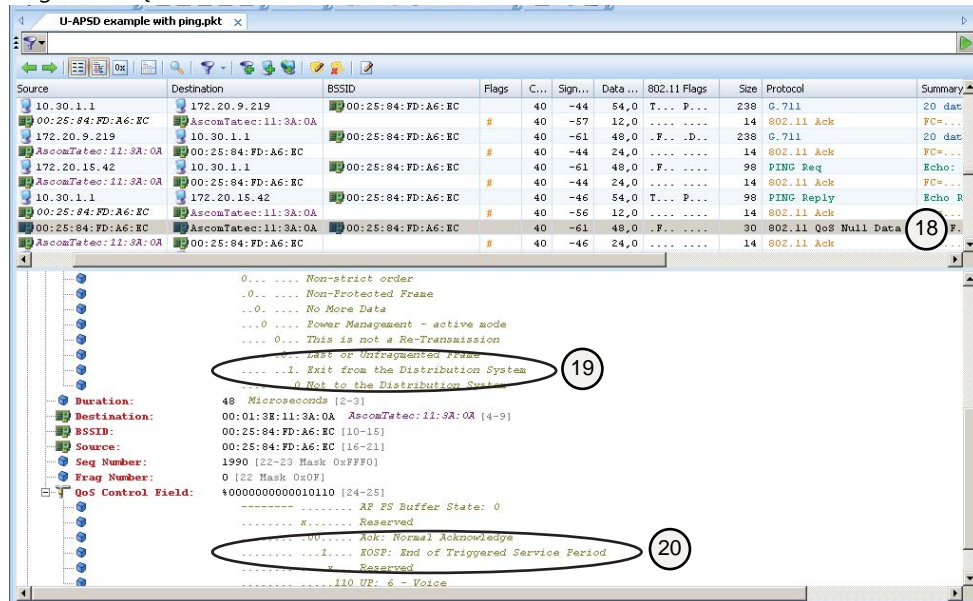 U-APSD example with ping.pkt
Source Destination BSSID Flags C... Sign... Data ... 802.11 Flags Size Protocol Summary
10.30.1.1 172.20.9.219 00:25:84:FD:A6:EC 40 -44 54,0 T... P... 238 G.711 20 dat
00:25:84:FD:A6:EC AscomTatec:11:3A:0A # 40 -57 12,0 .... .... 14 802.11 Ack FC=...
172.20.9.219 10.30.1.1 00:25:84:FD:A6:EC 40 -61 48,0 .F.. .D.. 238 G.711 20 dat
AscomTatec:11:3A:0A 00:25:84:FD:A6:EC # 40 -44 24,0 .... .... 14 802.11 Ack FC=...
172.20.15.42 10.30.1.1 00:25:84:FD:A6:EC 40 -61 48,0 .F.. .... 98 PING Req Echo:
AscomTatec:11:3A:0A 00:25:84:FD:A6:EC # 40 -44 24,0 .... .... 14 802.11 Ack FC=...
10.30.1.1 172.20.15.42 00:25:84:FD:A6:EC 40 -46 54,0 T... P... 98 PING Reply Echo R
00:25:84:FD:A6:EC AscomTatec:11:3A:0A # 40 -56 12,0 .... .... 14 802.11 Ack
00:25:84:FD:A6:EC AscomTatec:11:3A:0A 00:25:84:FD:A6:EC 40 -61 48,0 .F.. .... 30 802.11 QoS Null Data F.
AscomTatec:11:3A:0A 00:25:84:FD:A6:EC # 40 -46 24,0 .... .... 14 802.11 Ack
18
0... .... Non-strict order
.0.. .... Non-Protected Frame
..0. .... No More Data
...0 .... Power Management - active mode
.... 0... This is not a Re-Transmission
.... .0.. Last or Unfragmented Frame
.... ..1. Exit from the Distribution System
19
.... ...0 Not to the Distribution System
Duration: 48 Microseconds [2-3]
Destination: 00:01:3E:11:3A:0A AscomTatec:11:3A:0A [4-9]
BSSID: 00:25:84:FD:A6:EC [10-15]
Source: 00:25:84:FD:A6:EC [16-21]
Seq Number: 1990 [22-23 Mask 0xFFF0]
Frag Number: 0 [22 Mask 0x0F]
QoS Control Field: %0000000000010110 [24-25]
-------- ........ AP PS Buffer State: 0
........ x....... Reserved
........ .00..... Ack: Normal Acknowledge
........ ...1.... EOSP: End of Triggered Service Period
20
........ ....x... Reserved
........ .....110 UP: 6 - Voice